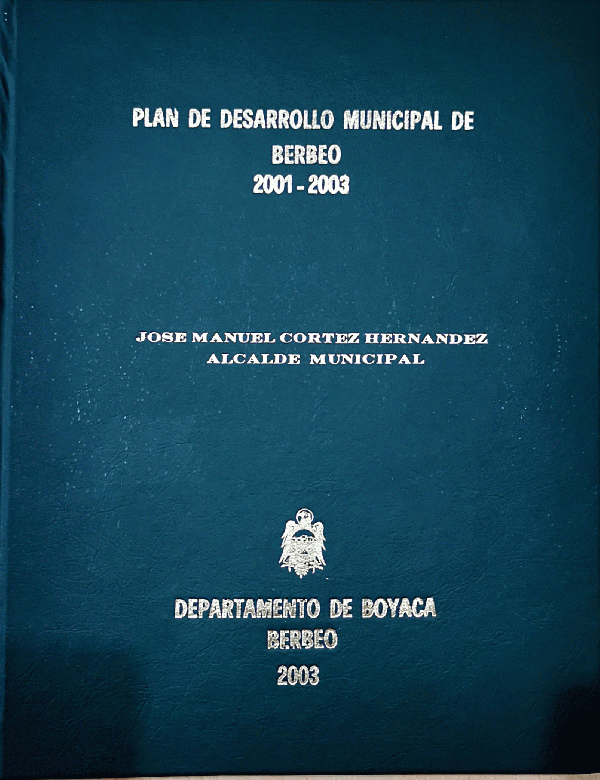 PLAN DE DESARROLLO MUNICIPAL DE
BERBEO
2001-2003
JOSE MANUEL CORTEZ HERNANDEZ
ALCALDE MUNICIPAL
DEPARTAMENTO DE BOYACA
BERBEO
2003